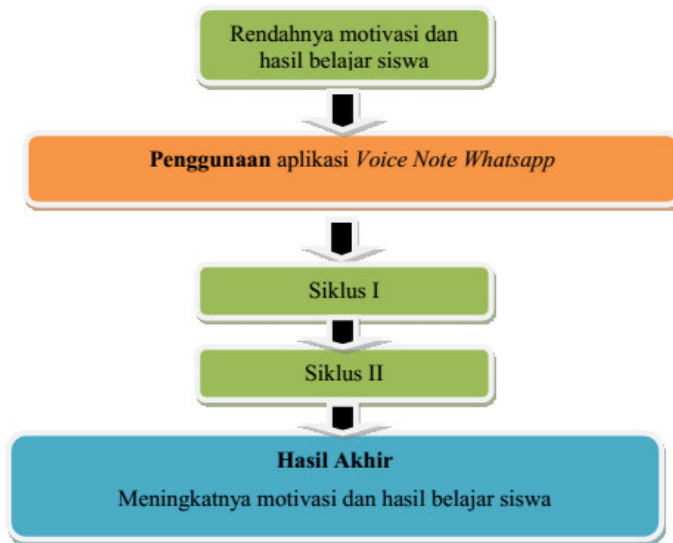 Rendahnya motivasi dan
hasil belajar siswa
Penggunaan aplikasi Voice Note Whatsapp
Siklus I
Siklus II
Hasil Akhir
Meningkatnya motivasi dan hasil belajar siswa